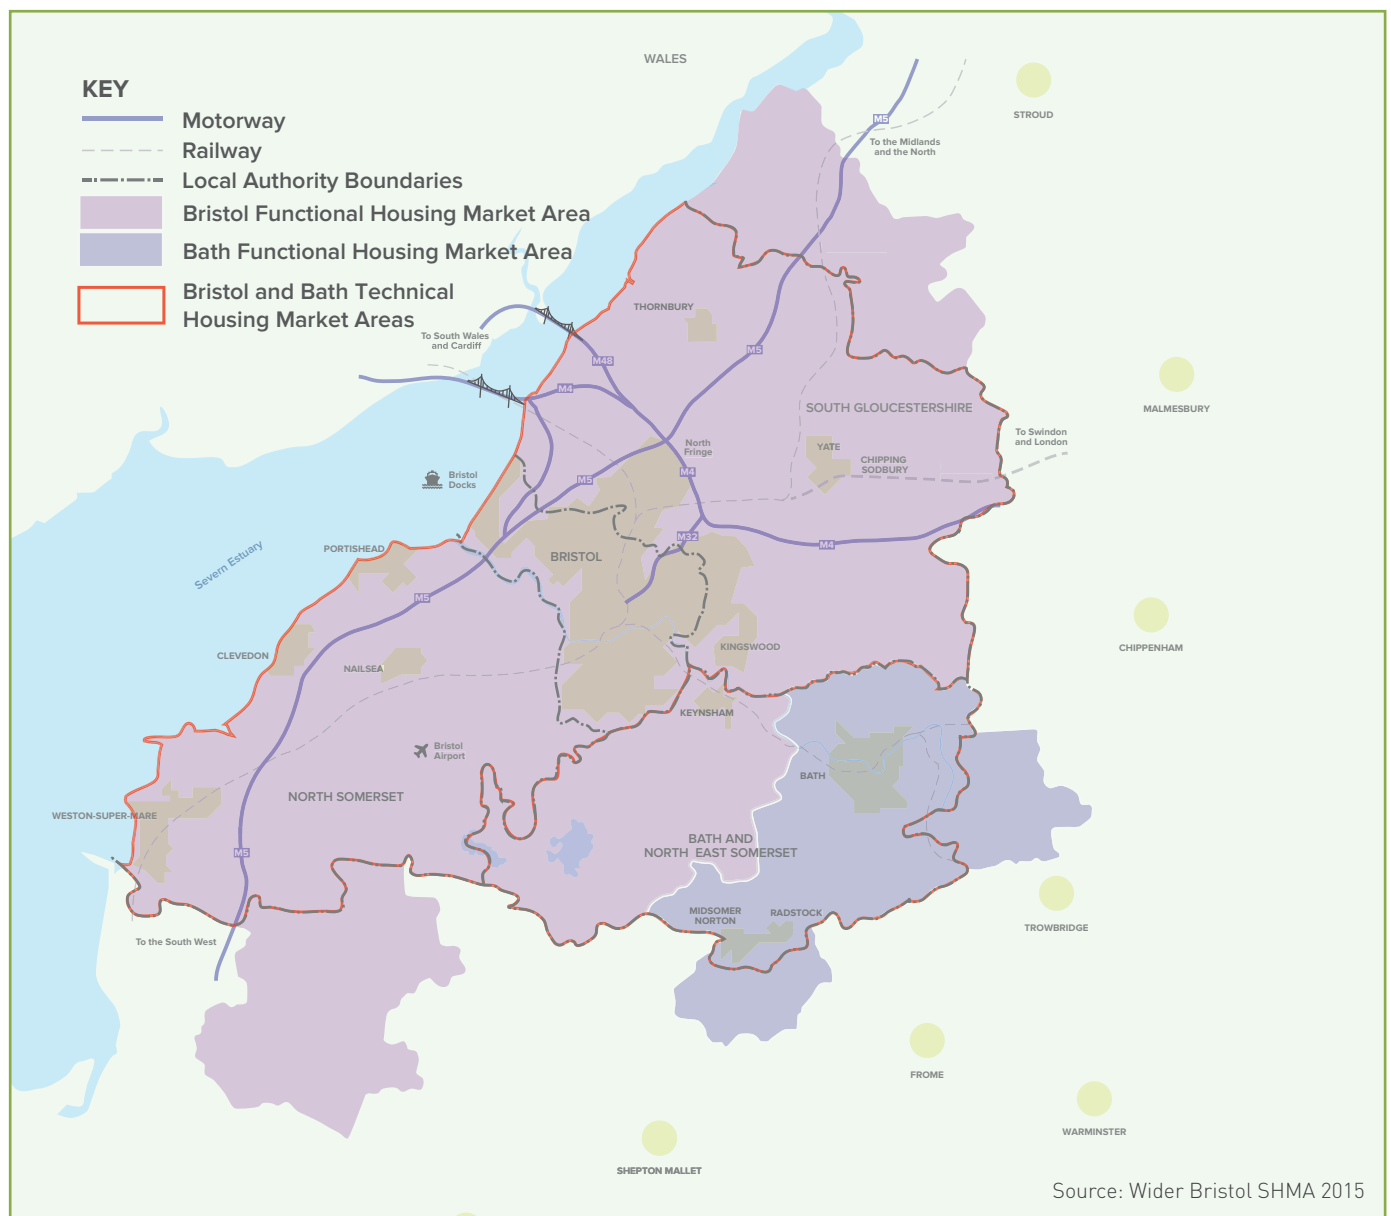 WALES
STROUD
KEY
Motorway
Railway
Local Authority Boundaries
Bristol Functional Housing Market Area
Bath Functional Housing Market Area
Bristol and Bath Technical
Housing Market Areas
M5
To the Midlands
and the North
To South Wales
and Cardiff
THORNBURY
M48
M5
M4
MALMESBURY
SOUTH GLOUCESTERSHIRE
To Swindon
and London
North
Fringe
YATE
CHIPPING
SODBURY
Bristol
Docks
M5
M4
M32
M4
PORTISHEAD
BRISTOL
Severn Estuary
M5
CLEVEDON
NAILSEA
KINGSWOOD
CHIPPENHAM
KEYNSHAM
Bristol
Airport
BATH
NORTH SOMERSET
WESTON-SUPER-MARE
BATH AND
NORTH EAST SOMERSET
M5
MIDSOMER
NORTON
RADSTOCK
TROWBRIDGE
To the South West
FROME
WARMINSTER
SHEPTON MALLET
Source: Wider Bristol SHMA 2015